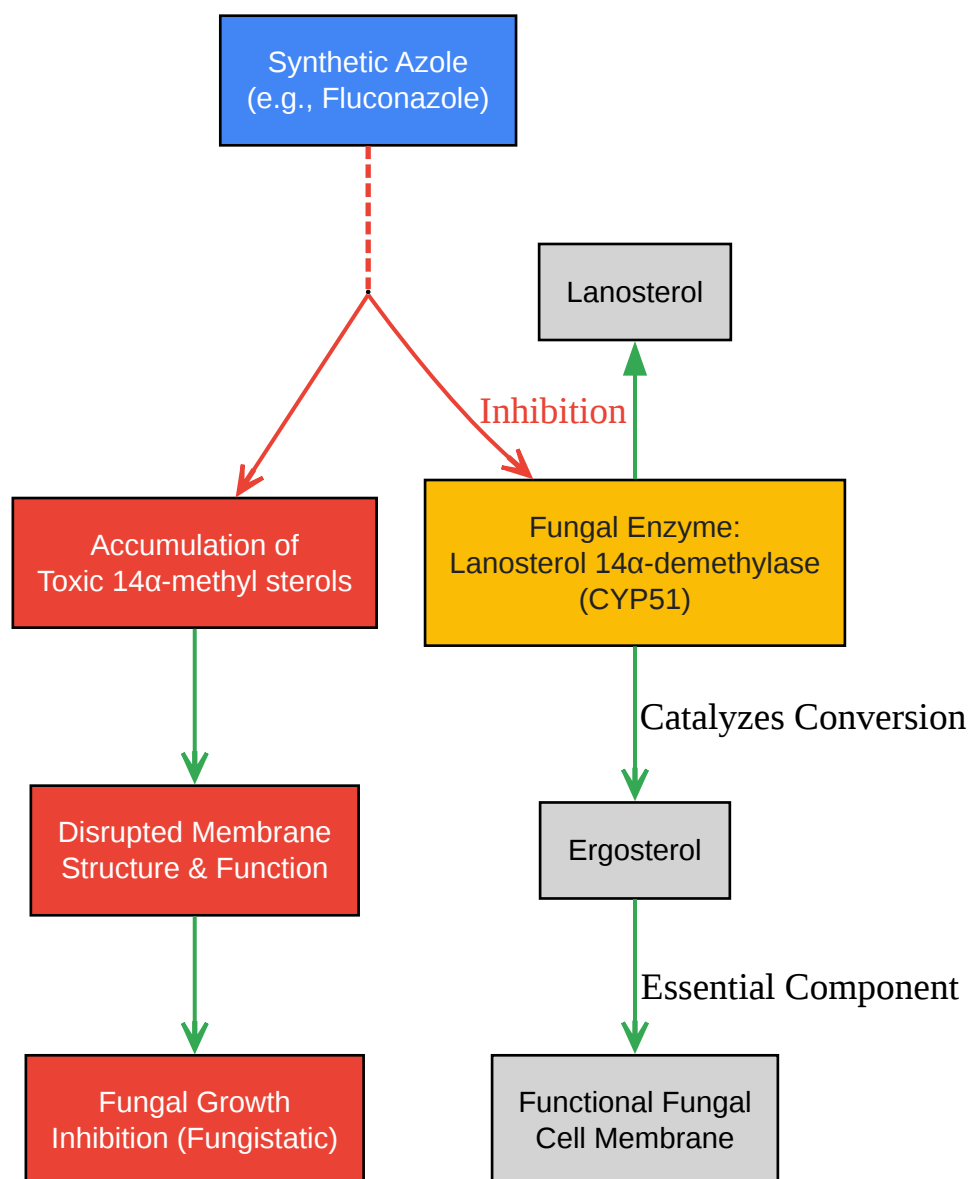 Synthetic Azole
(e.g., Fluconazole)
Lanosterol
Inhibition
Accumulation of
Toxic 14α-methyl sterols
Fungal Enzyme:
Lanosterol 14α-demethylase
(CYP51)
Catalyzes Conversion
Disrupted Membrane
Structure & Function
Ergosterol
Essential Component
Fungal Growth
Inhibition (Fungistatic)
Functional Fungal
Cell Membrane